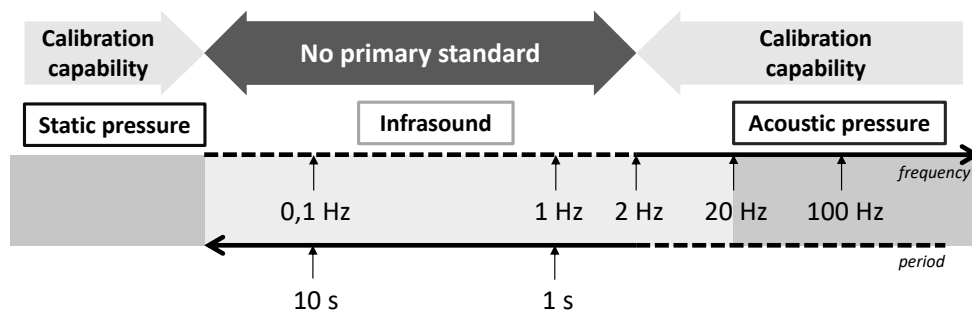 Calibration
capability
No primary standard
Calibration
capability
Static pressure
Infrasound
Acoustic pressure
frequency
0,1 Hz
1 Hz
2 Hz
20 Hz
100 Hz
period
10 s
1 s